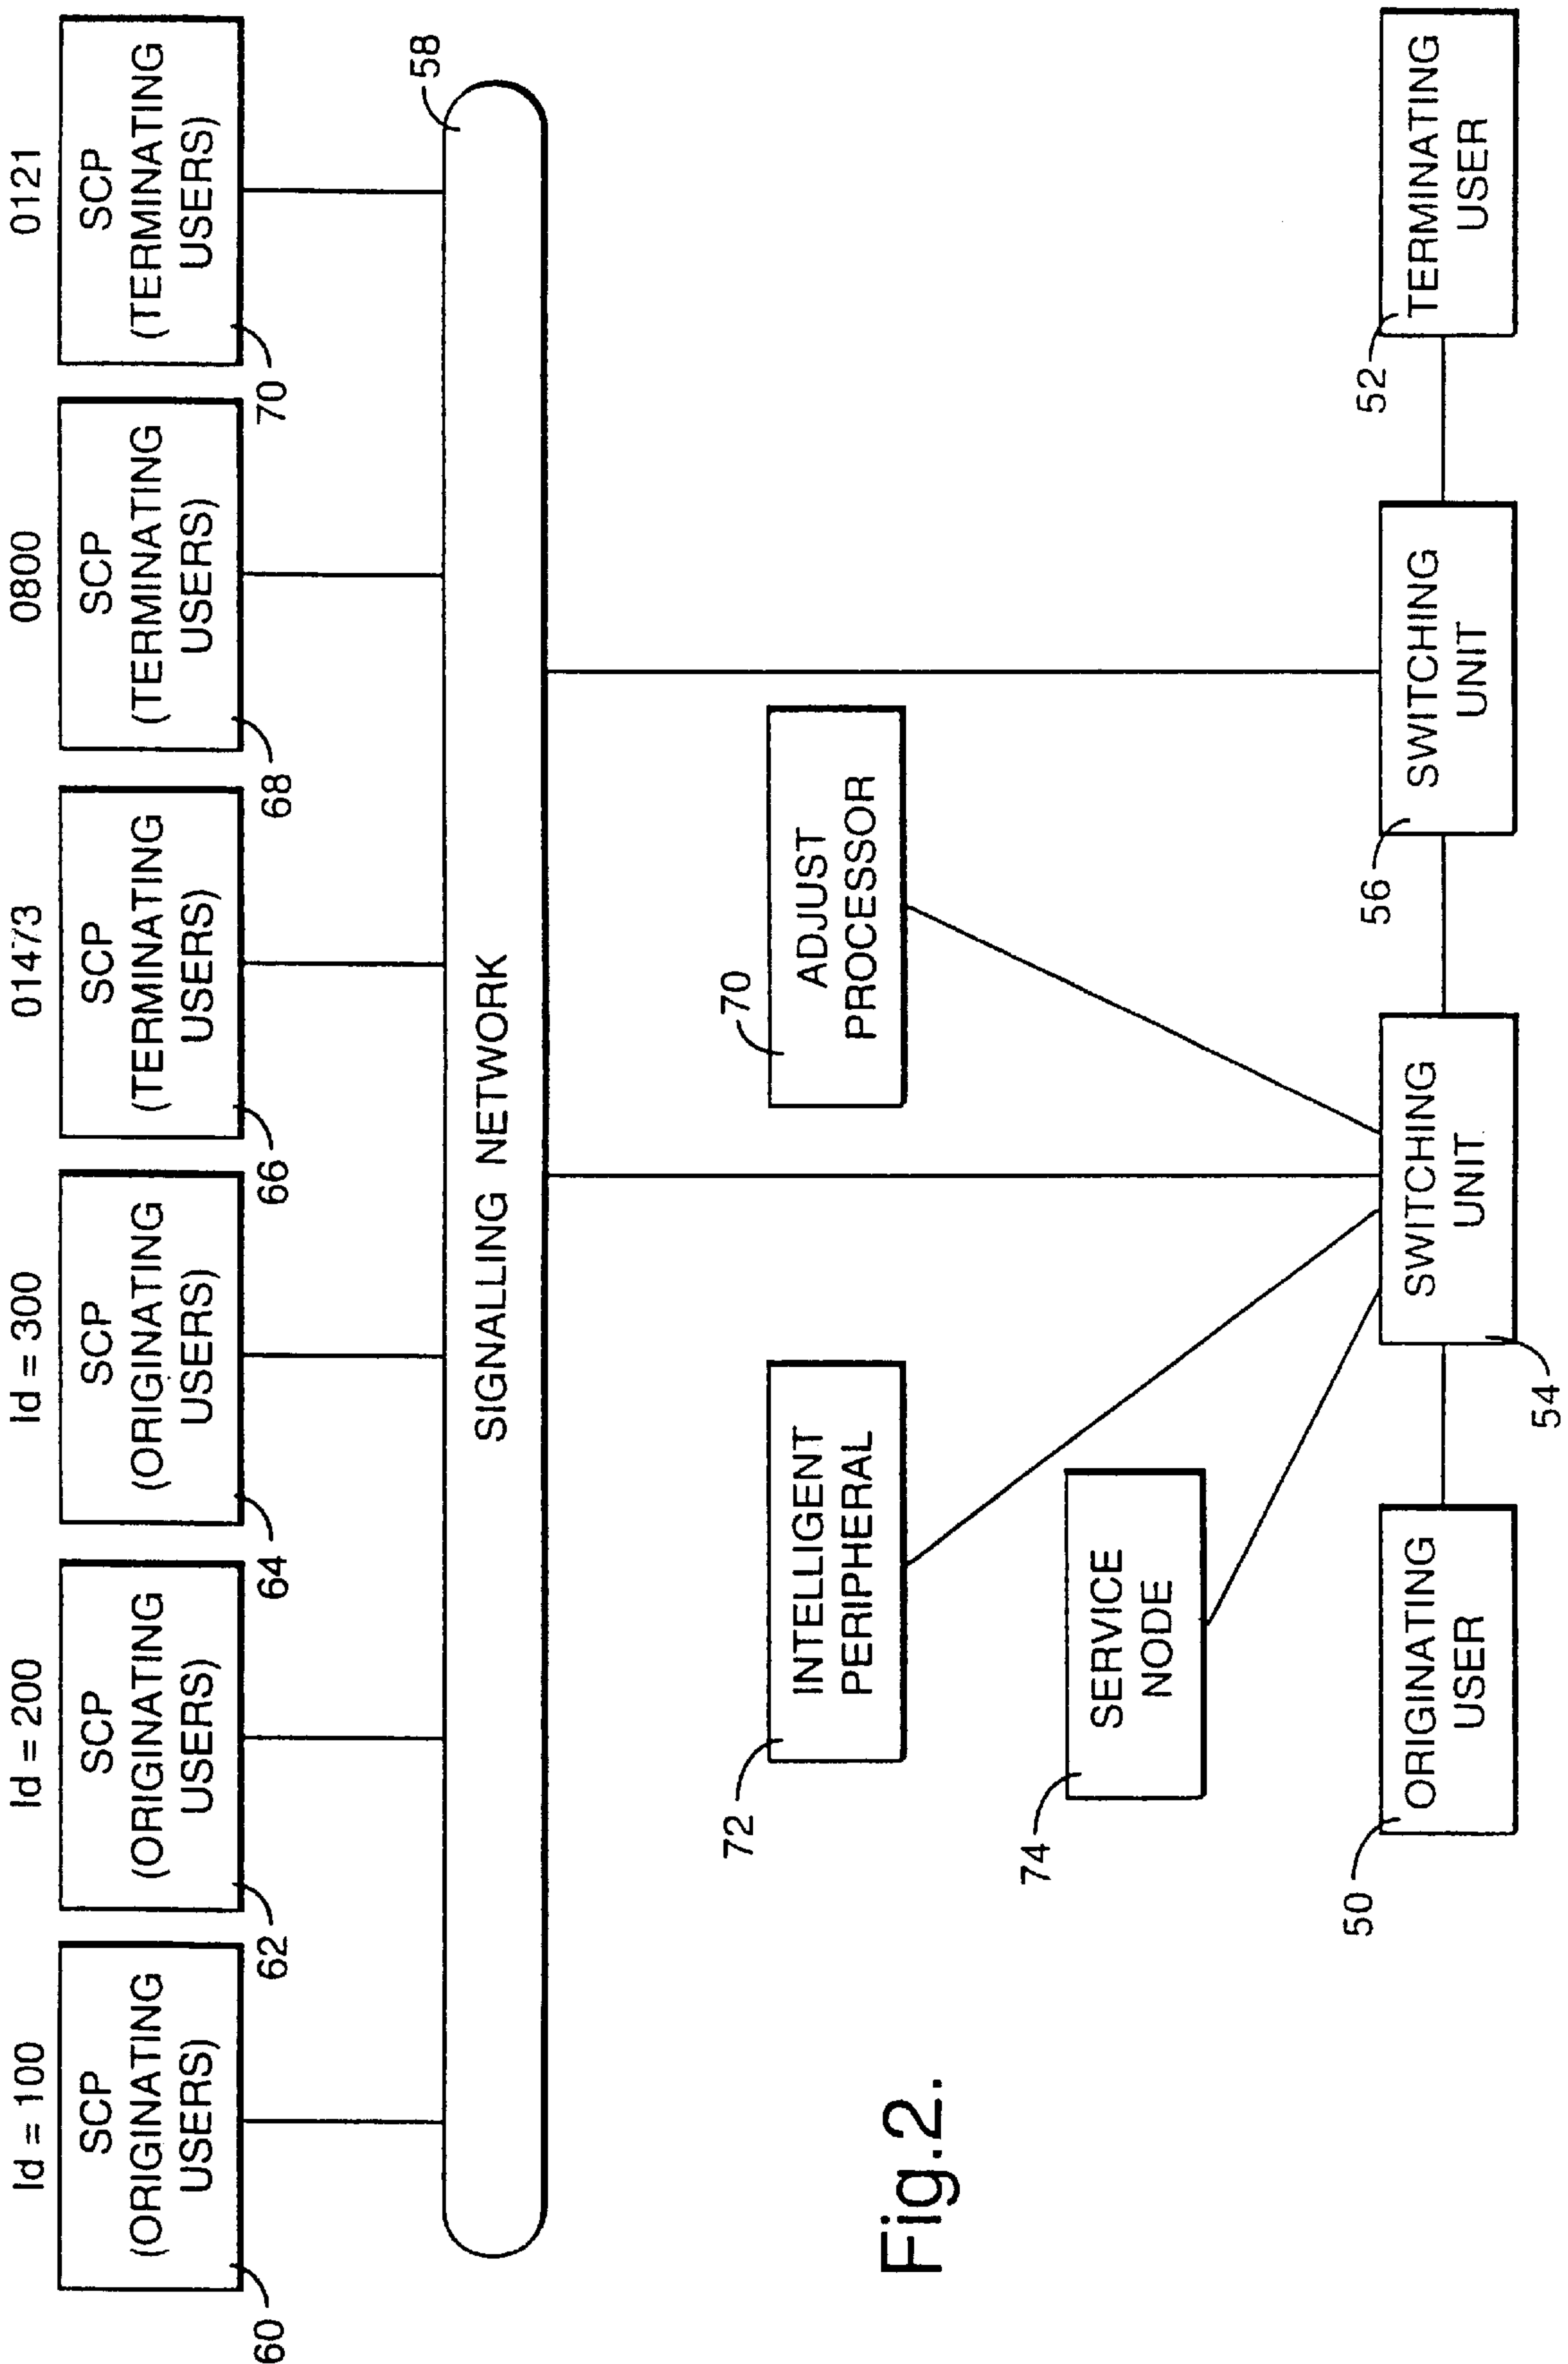 Id = 100
Id = 200
Id = 300
01473
0800
0121
SCP
(ORIGINATING
USERS)
60
SCP
(ORIGINATING
USERS)
62
SCP
(ORIGINATING
USERS)
64
SCP
(TERMINATING
USERS)
66
SCP
(TERMINATING
USERS)
68
SCP
(TERMINATING
USERS)
70
58
SIGNALLING NETWORK
INTELLIGENT
PERIPHERAL
72
ADJUST
PROCESSOR
70
SERVICE
NODE
74
ORIGINATING
USER
50
SWITCHING
UNIT
54
SWITCHING
UNIT
56
TERMINATING
USER
52
Fig.2.